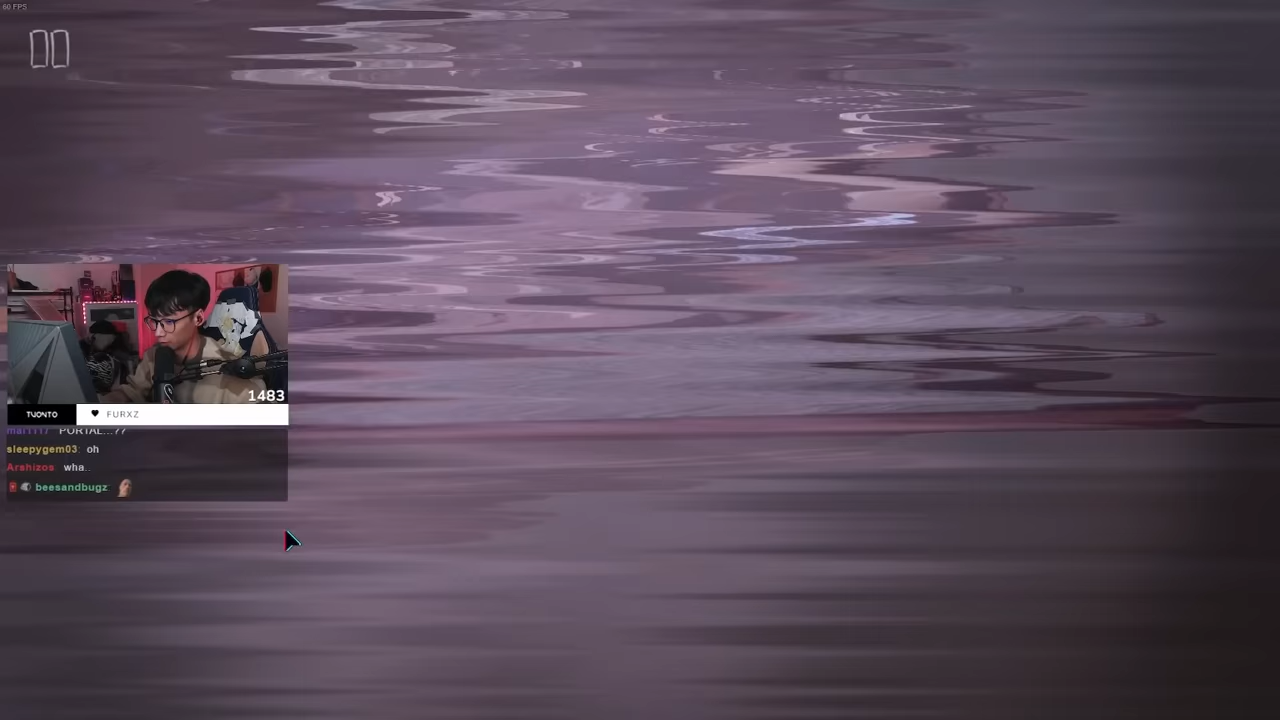 60 FPS
1483
TUONTO
FURXZ
PORTAL...??
sleepygem03: oh
Arshizos: wha..
beesandbugz: